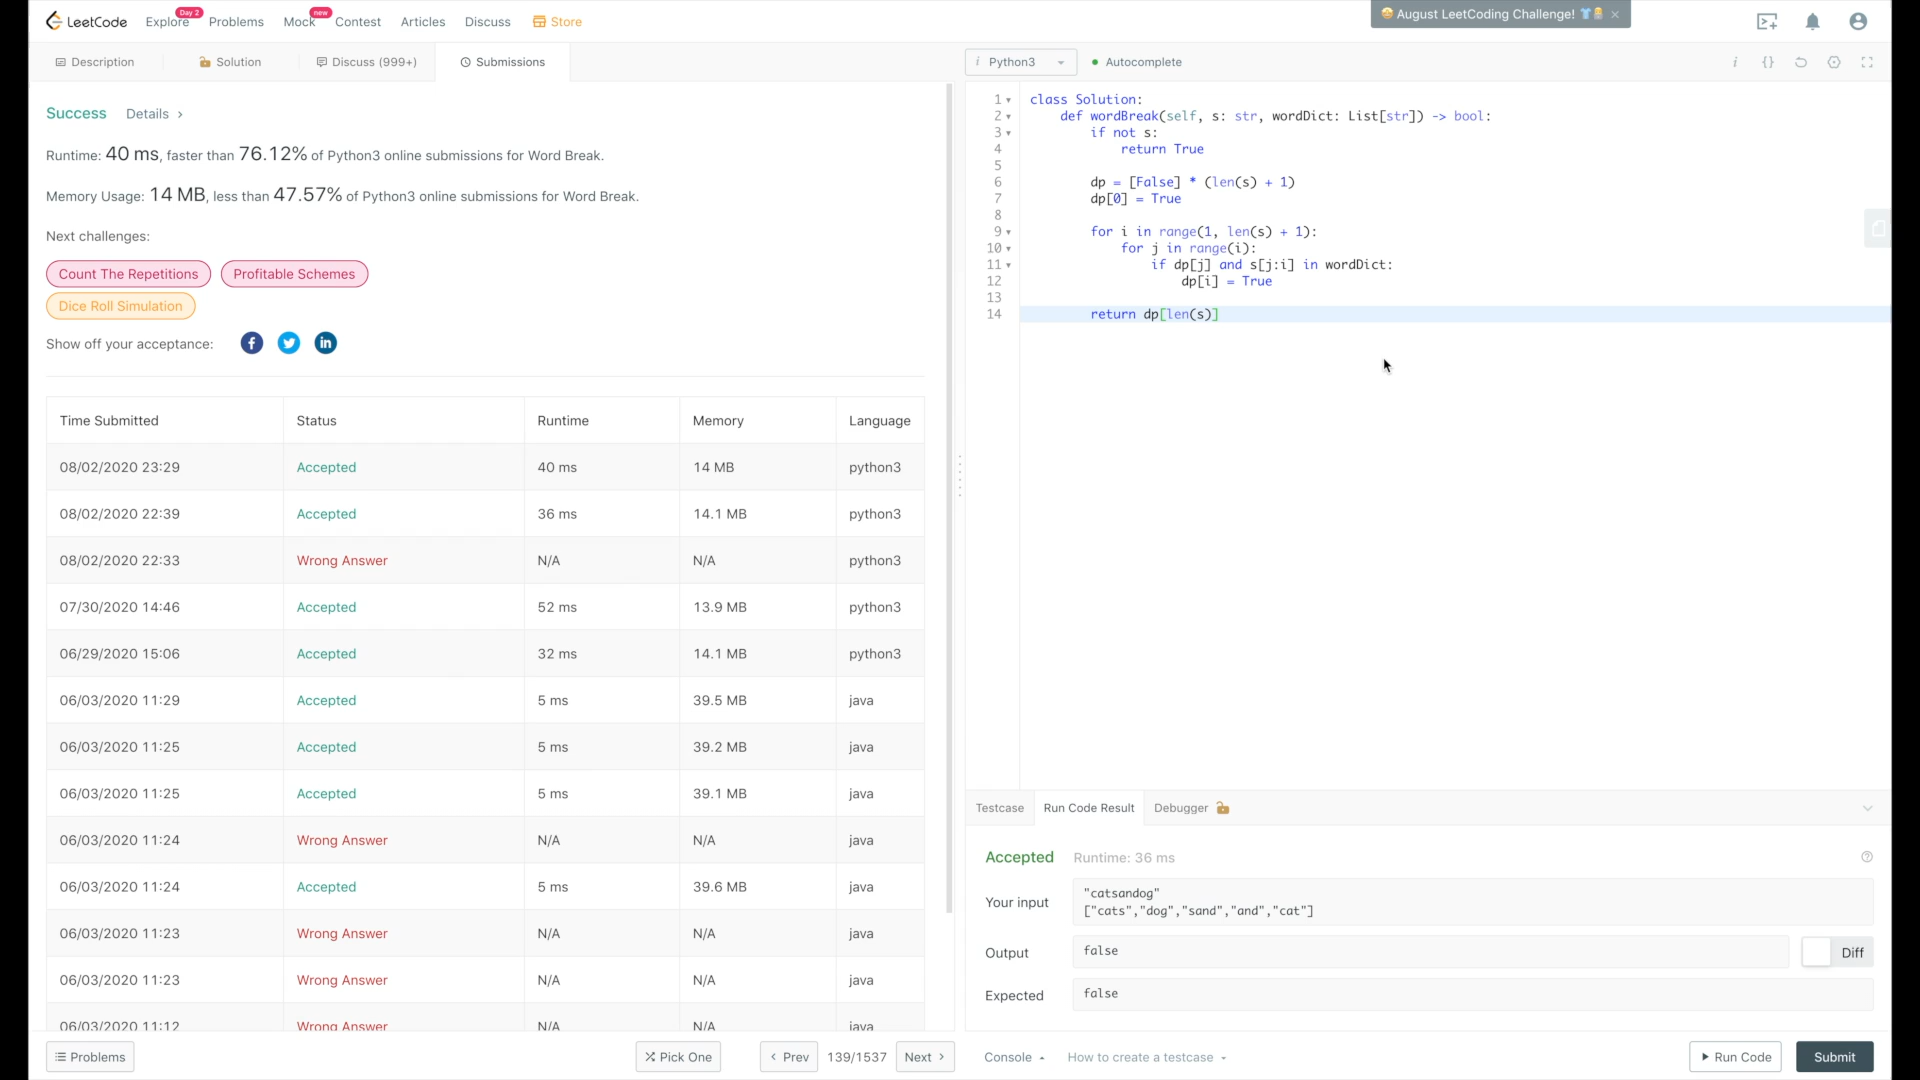 LeetCode
Explore
Day 2
Problems
Mock
new
Contest
Articles
Discuss
Store
August LeetCoding Challenge!
Description
Solution
Discuss (999+)
Submissions
Success
Details
Runtime: 40 ms, faster than 76.12% of Python3 online submissions for Word Break.
Memory Usage: 14 MB, less than 47.57% of Python3 online submissions for Word Break.
Next challenges:
Count The Repetitions
Profitable Schemes
Dice Roll Simulation
Show off your acceptance:
Time Submitted Status Runtime Memory Language
08/02/2020 23:29 Accepted 40 ms 14 MB python3
08/02/2020 22:39 Accepted 36 ms 14.1 MB python3
08/02/2020 22:33 Wrong Answer N/A N/A python3
07/30/2020 14:46 Accepted 52 ms 13.9 MB python3
06/29/2020 15:06 Accepted 32 ms 14.1 MB python3
06/03/2020 11:29 Accepted 5 ms 39.5 MB java
06/03/2020 11:25 Accepted 5 ms 39.2 MB java
06/03/2020 11:25 Accepted 5 ms 39.1 MB java
06/03/2020 11:24 Wrong Answer N/A N/A java
06/03/2020 11:24 Accepted 5 ms 39.6 MB java
06/03/2020 11:23 Wrong Answer N/A N/A java
06/03/2020 11:23 Wrong Answer N/A N/A java
06/03/2020 11:12 Wrong Answer N/A N/A java
Problems
Pick One
Prev
139/1537
Next
Python3
Autocomplete
1 class Solution:
2 def wordBreak(self, s: str, wordDict: List[str]) -> bool:
3 if not s:
4 return True
5
6 dp = [False] * (len(s) + 1)
7 dp[0] = True
8
9 for i in range(1, len(s) + 1):
10 for j in range(i):
11 if dp[j] and s[j:i] in wordDict:
12 dp[i] = True
13
14 return dp[len(s)]
Testcase
Run Code Result
Debugger
Accepted
Runtime: 36 ms
Your input
"catsandog"
["cats","dog","sand","and","cat"]
Output
false
Diff
Expected
false
Console
How to create a testcase
Run Code
Submit